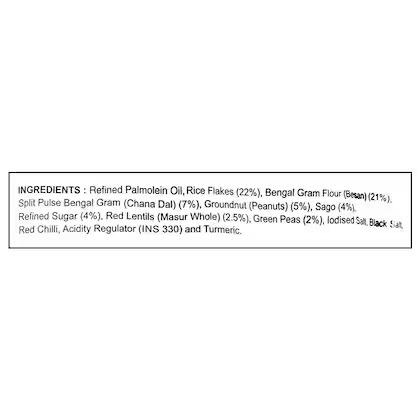 INGREDIENTS : Refined Palmolein Oil, Rice Flakes (22%), Bengal Gram Flour (Besan) (21%),
Split Pulse Bengal Gram (Chana Dal) (7%), Groundnut (Peanuts) (5%), Sago (4%),
Refined Sugar (4%), Red Lentils (Masur Whole) (2.5%), Green Peas (2%), Iodised Salt, Black Salt,
Red Chilli, Acidity Regulator (INS 330) and Turmeric.